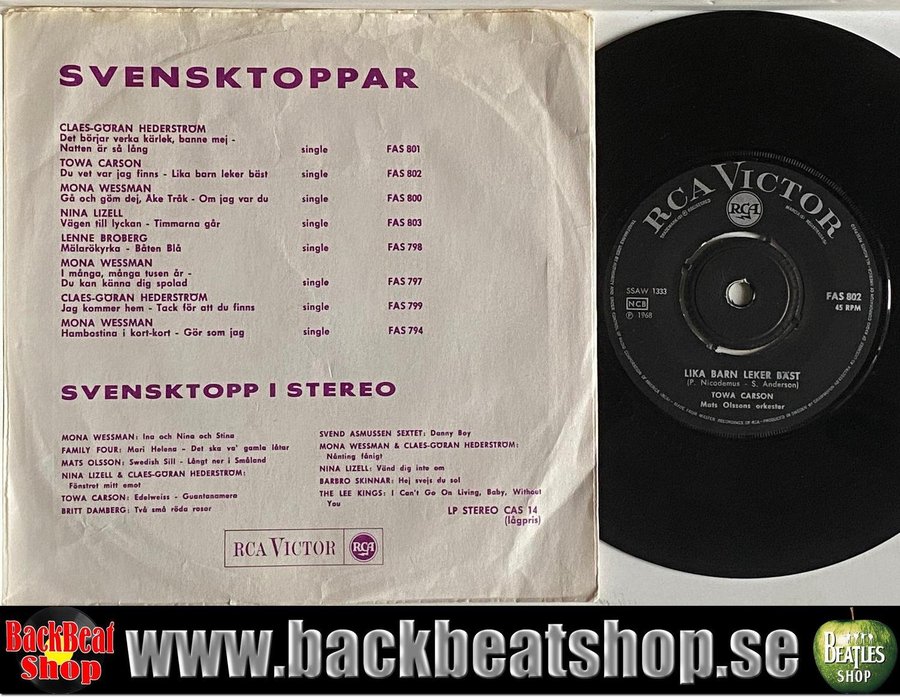 SVENSKTOPPAR
CLAES-GÖRAN HEDERSTRÖM
Det börjar verka kärlek, banne mej -
Natten är så lång single FAS 801
TOWA CARSON
Du vet var jag finns - Lika barn leker bäst single FAS 802
MONA WESSMAN
Gå och göm dej, Åke Tråk - Om jag var du single FAS 800
NINA LIZELL
Vägen till lyckan - Timmarna går single FAS 803
LENNE BROBERG
Mälarökyrka - Båten Blå single FAS 798
MONA WESSMAN
I många, många tusen år -
Du kan känna dig spolad single FAS 797
CLAES-GÖRAN HEDERSTRÖM
Jag kommer hem - Tack för att du finns single FAS 799
MONA WESSMAN
Hambostina i kort-kort - Gör som jag single FAS 794
SVENSKTOPP I STEREO
MONA WESSMAN: Ina och Nina och Stina
FAMILY FOUR: Mari Helena - Det ska va' gamla låtar
MATS OLSSON: Swedish Sill - Långt ner i Småland
NINA LIZELL & CLAES-GÖRAN HEDERSTRÖM:
Fönstret mitt emot
TOWA CARSON: Edelweiss - Guantanamera
BRITT DAMBERG: Två små röda rosor
SVEND ASMUSSEN SEXTET: Danny Boy
MONA WESSMAN & CLAES-GÖRAN HEDERSTRÖM:
Nånting fånigt
NINA LIZELL: Vänd dig inte om
BARBRO SKINNAR: Hej svejs du sol
THE LEE KINGS: I Can't Go On Living, Baby, Without
You
LP STEREO CAS 14
(lågpris)
RCA VICTOR RCA
RCA VICTOR
RCA
SSAW 1333
NCB
℗ 1968
FAS 802
45 RPM
LIKA BARN LEKER BÄST
(P. Nicodemus - S. Anderson)
TOWA CARSON
Mats Olssons orkester
BackBeat
Shop
www.backbeatshop.se
BEATLES
SHOP